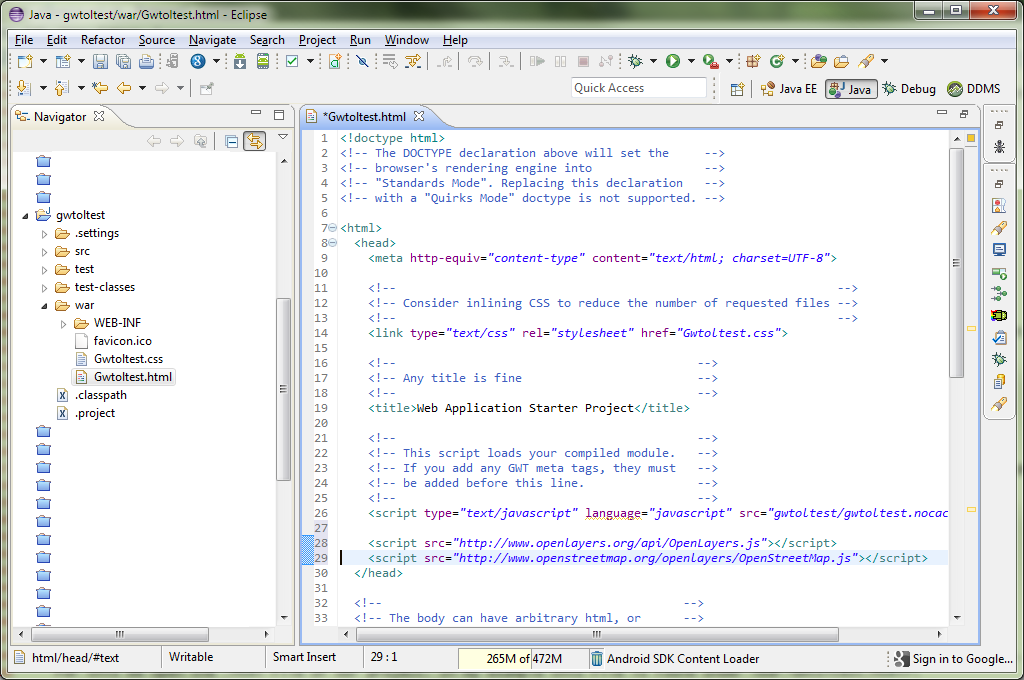 Java - gwtoltest/war/Gwtoltest.html - Eclipse
File Edit Refactor Source Navigate Search Project Run Window Help
Quick Access
Java EE
Java
Debug
DDMS
Navigator
gwtoltest
.settings
src
test
test-classes
war
WEB-INF
favicon.ico
Gwtoltest.css
Gwtoltest.html
.classpath
.project
*Gwtoltest.html
1 <!doctype html>
2 <!-- The DOCTYPE declaration above will set the -->
3 <!-- browser's rendering engine into -->
4 <!-- "Standards Mode". Replacing this declaration -->
5 <!-- with a "Quirks Mode" doctype is not supported. -->
6
7 <html>
8 <head>
9 <meta http-equiv="content-type" content="text/html; charset=UTF-8">
10
11 <!-- -->
12 <!-- Consider inlining CSS to reduce the number of requested files -->
13 <!-- -->
14 <link type="text/css" rel="stylesheet" href="Gwtoltest.css">
15
16 <!-- -->
17 <!-- Any title is fine -->
18 <!-- -->
19 <title>Web Application Starter Project</title>
20
21 <!-- -->
22 <!-- This script loads your compiled module. -->
23 <!-- If you add any GWT meta tags, they must -->
24 <!-- be added before this line. -->
25 <!-- -->
26 <script type="text/javascript" language="javascript" src="gwtoltest/gwtoltest.nocac
27
28 <script src="http://www.openlayers.org/api/OpenLayers.js"></script>
29 <script src="http://www.openstreetmap.org/openlayers/OpenStreetMap.js"></script>
30 </head>
31
32 <!-- -->
33 <!-- The body can have arbitrary html, or -->
html/head/#text
Writable
Smart Insert
29 : 1
265M of 472M
Android SDK Content Loader
Sign in to Google...